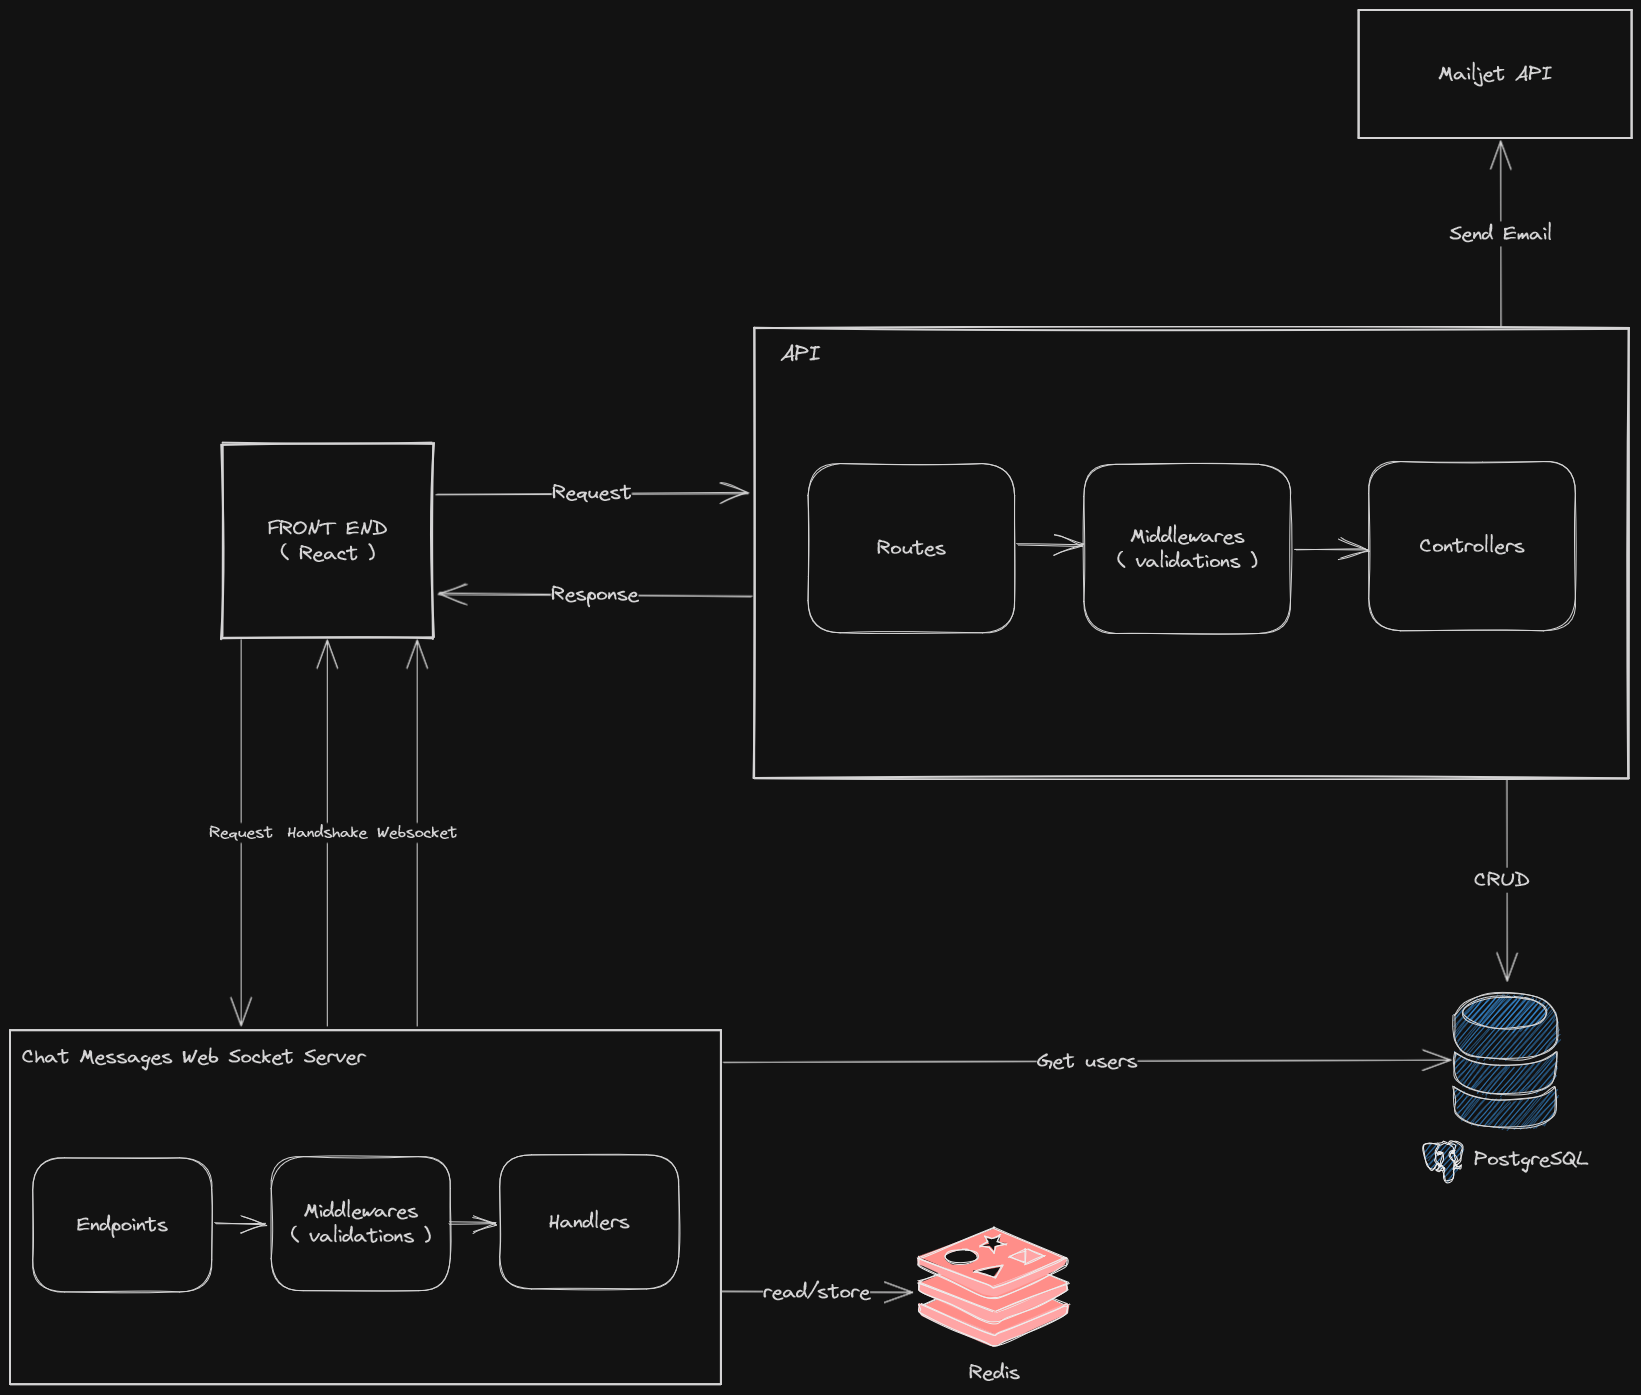 Mailjet API
Send Email
API
FRONT END
( React )
Request
Response
Routes
Middlewares
( validations )
Controllers
Request
Handshake
Websocket
CRUD
Chat Messages Web Socket Server
Get users
Endpoints
Middlewares
( validations )
Handlers
PostgreSQL
read/store
Redis